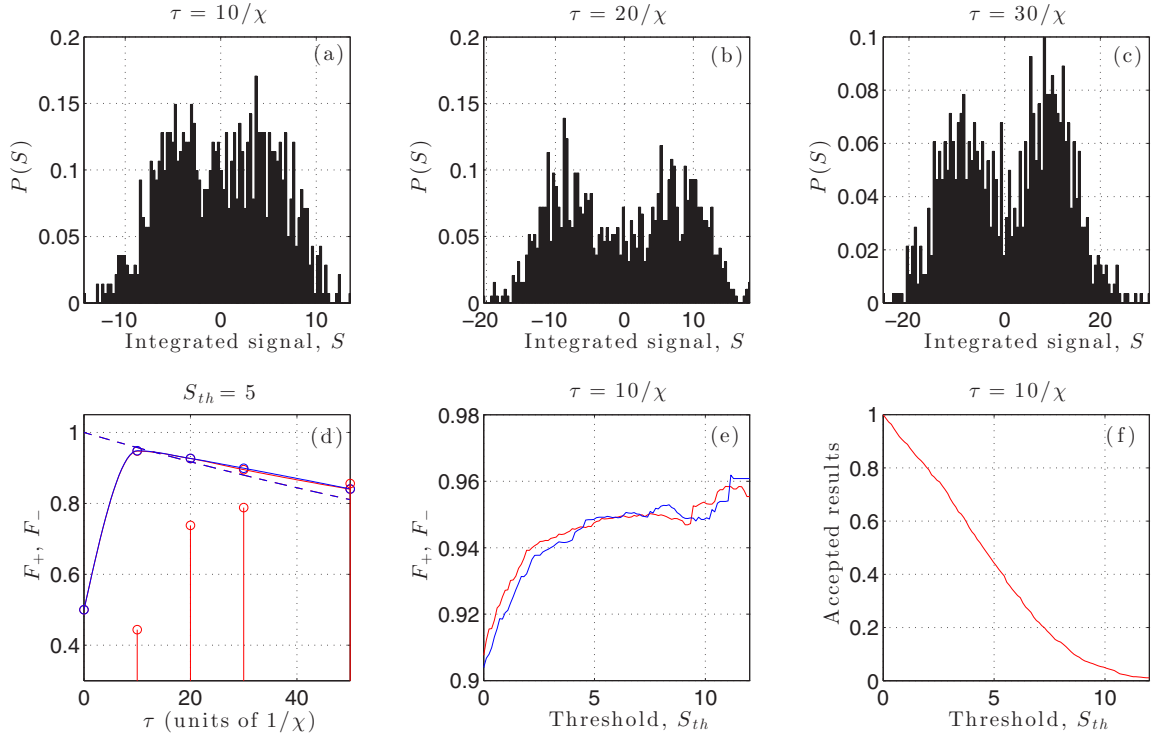 τ = 10/χ
τ = 20/χ
τ = 30/χ
(a)
0.2
0.15
0.1
0.05
0
P(S)
−10
0
10
Integrated signal, S
(b)
0.2
0.15
0.1
0.05
0
P(S)
−20
−10
0
10
Integrated signal, S
(c)
0.1
0.08
0.06
0.04
0.02
0
P(S)
−20
0
20
Integrated signal, S
S_th = 5
(d)
1
0.8
0.6
0.4
F₊, F₋
0
20
40
τ (units of 1/χ)
τ = 10/χ
(e)
0.98
0.96
0.94
0.92
0.9
F₊, F₋
0
5
10
Threshold, S_th
τ = 10/χ
(f)
1
0.8
0.6
0.4
0.2
0
Accepted results
0
5
10
Threshold, S_th